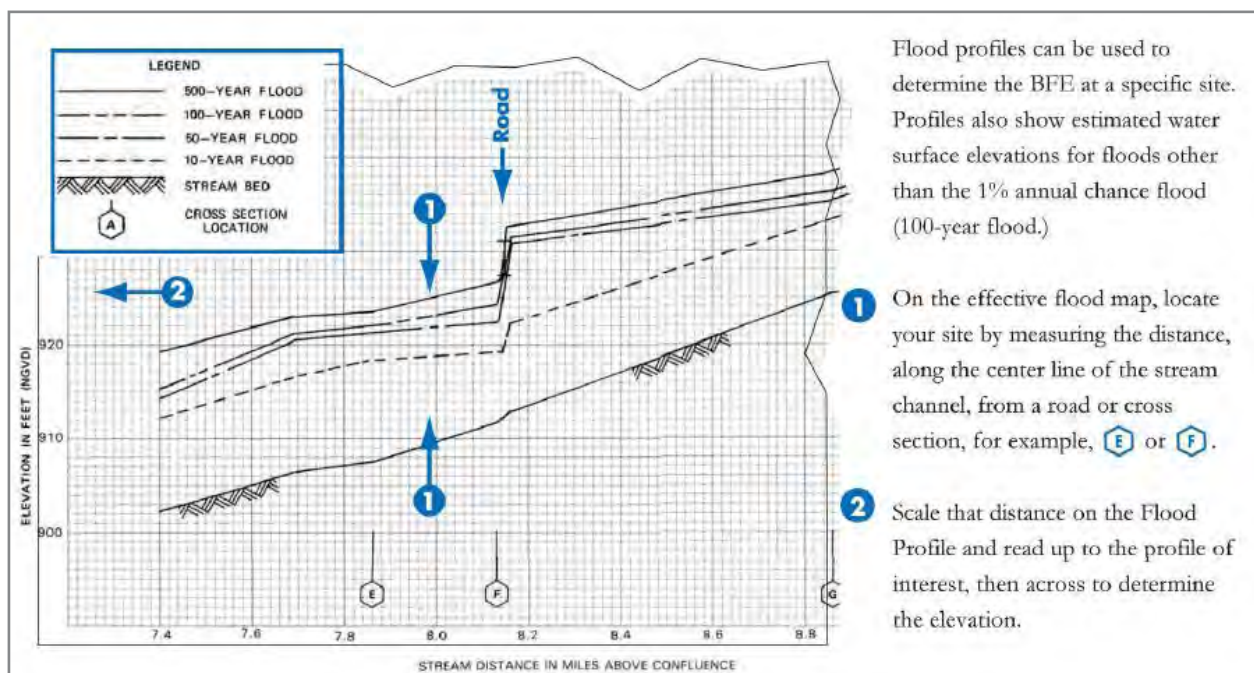 LEGEND
500-YEAR FLOOD
100-YEAR FLOOD
50-YEAR FLOOD
10-YEAR FLOOD
STREAM BED
A
CROSS SECTION
LOCATION
Road
1
2
1
ELEVATION IN FEET (NGVD)
920
910
900
E
F
G
7.4 7.6 7.8 8.0 8.2 8.4 8.6 8.8
STREAM DISTANCE IN MILES ABOVE CONFLUENCE
Flood profiles can be used to
determine the BFE at a specific site.
Profiles also show estimated water
surface elevations for floods other
than the 1% annual chance flood
(100-year flood.)
1 On the effective flood map, locate
your site by measuring the distance,
along the center line of the stream
channel, from a road or cross
section, for example, E or F.
2 Scale that distance on the Flood
Profile and read up to the profile of
interest, then across to determine
the elevation.